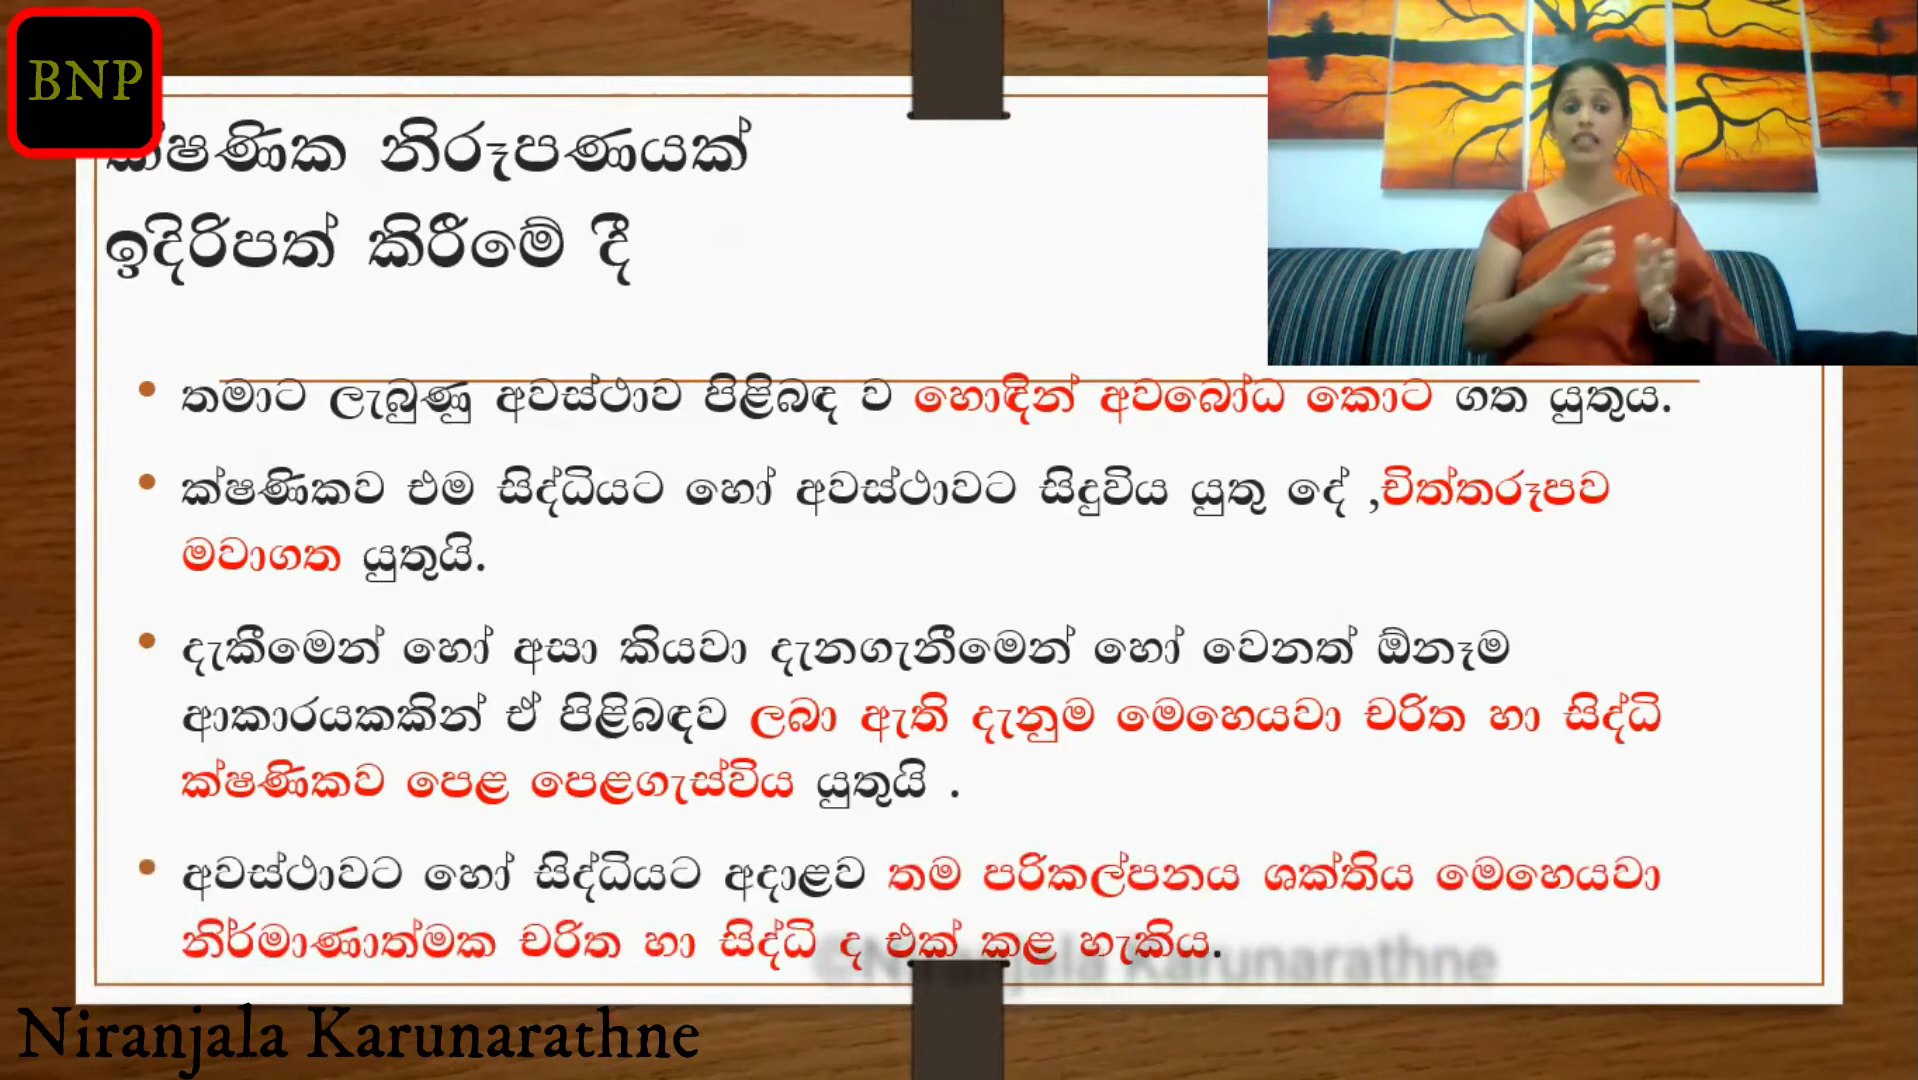 BNP
ක්ෂණික නිරූපණයක්
ඉදිරිපත් කිරීමේ දී
• තමාට ලැබුණු අවස්ථාව පිළිබඳ ව හොඳින් අවබෝධ කොට ගත යුතුය.
• ක්ෂණිකව එම සිද්ධියට හෝ අවස්ථාවට සිදුවිය යුතු දේ ,චිත්තරූපව
මවාගත යුතුයි.
• දැකීමෙන් හෝ අසා කියවා දැනගැනීමෙන් හෝ වෙනත් ඕනෑම
ආකාරයකකින් ඒ පිළිබඳව ලබා ඇති දැනුම මෙහෙයවා චරිත හා සිද්ධි
ක්ෂණිකව පෙළ පෙළගැස්විය යුතුයි .
• අවස්ථාවට හෝ සිද්ධියට අදාළව තම පරිකල්පනය ශක්තිය මෙහෙයවා
නිර්මාණාත්මක චරිත හා සිද්ධි ද එක් කළ හැකිය.
©Niranjala Karunarathne
Niranjala Karunarathne